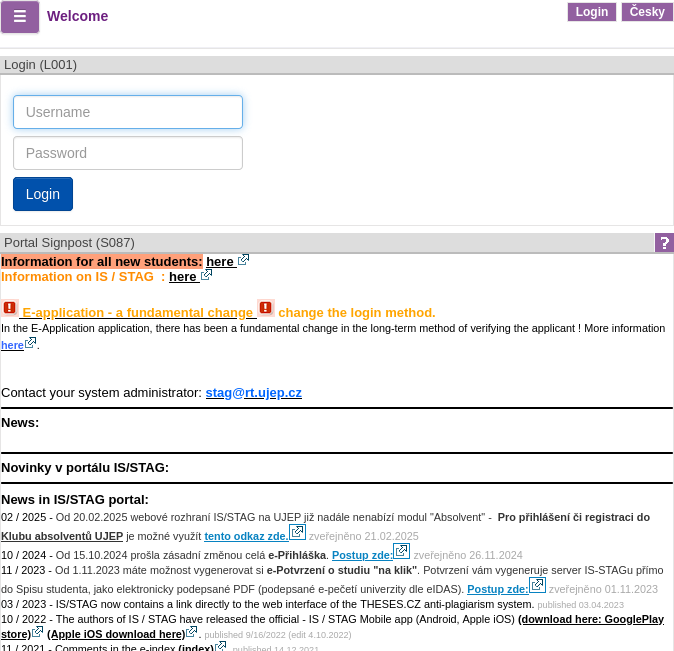 ☰ Welcome Login Česky
Login (L001)
Username
Password
Login
Portal Signpost (S087) ?
Information for all new students: here
Information on IS / STAG : here
E-application - a fundamental change change the login method.
In the E-Application application, there has been a fundamental change in the long-term method of verifying the applicant ! More information
here.
Contact your system administrator: stag@rt.ujep.cz
News:
Novinky v portálu IS/STAG:
News in IS/STAG portal:
02 / 2025 - Od 20.02.2025 webové rozhraní IS/STAG na UJEP již nadále nenabízí modul "Absolvent" - Pro přihlášení či registraci do
Klubu absolventů UJEP je možné využít tento odkaz zde. zveřejněno 21.02.2025
10 / 2024 - Od 15.10.2024 prošla zásadní změnou celá e-Přihláška. Postup zde: zveřejněno 26.11.2024
11 / 2023 - Od 1.11.2023 máte možnost vygenerovat si e-Potvrzení o studiu "na klik". Potvrzení vám vygeneruje server IS-STAGu přímo
do Spisu studenta, jako elektronicky podepsané PDF (podepsané e-pečetí univerzity dle eIDAS). Postup zde: zveřejněno 01.11.2023
03 / 2023 - IS/STAG now contains a link directly to the web interface of the THESES.CZ anti-plagiarism system. published 03.04.2023
10 / 2022 - The authors of IS / STAG have released the official - IS / STAG Mobile app (Android, Apple iOS) (download here: GooglePlay
store) (Apple iOS download here). published 9/16/2022 (edit 4.10.2022)
11 / 2021 - Comments in the e-index (index). published 14.12.2021